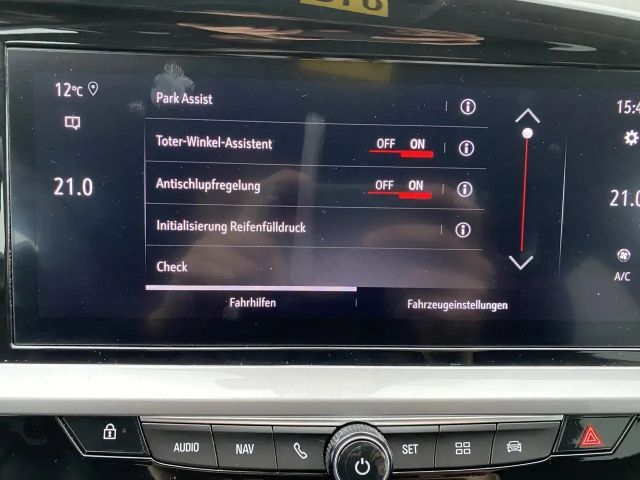 12°C
15:4
Park Assist
Toter-Winkel-Assistent OFF ON
21.0
Antischlupfregelung OFF ON
21.0
Initialisierung Reifenfülldruck
Check
A/C
Fahrhilfen
Fahrzeugeinstellungen
AUDIO
NAV
SET